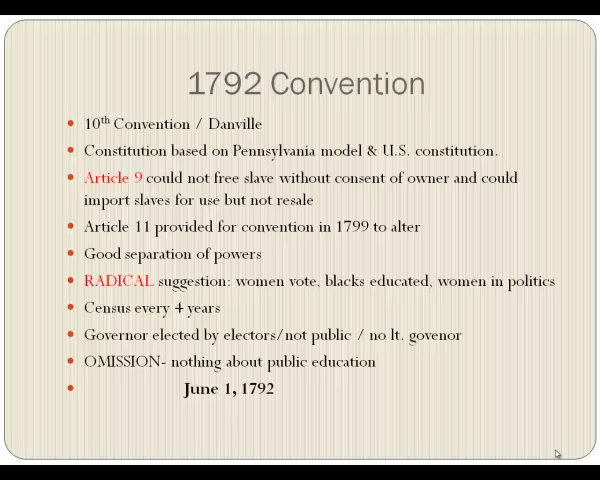 1792 Convention
10th Convention / Danville
Constitution based on Pennsylvania model & U.S. constitution.
Article 9 could not free slave without consent of owner and could
import slaves for use but not resale
Article 11 provided for convention in 1799 to alter
Good separation of powers
RADICAL suggestion: women vote, blacks educated, women in politics
Census every 4 years
Governor elected by electors/not public / no lt. govenor
OMISSION- nothing about public education
June 1, 1792